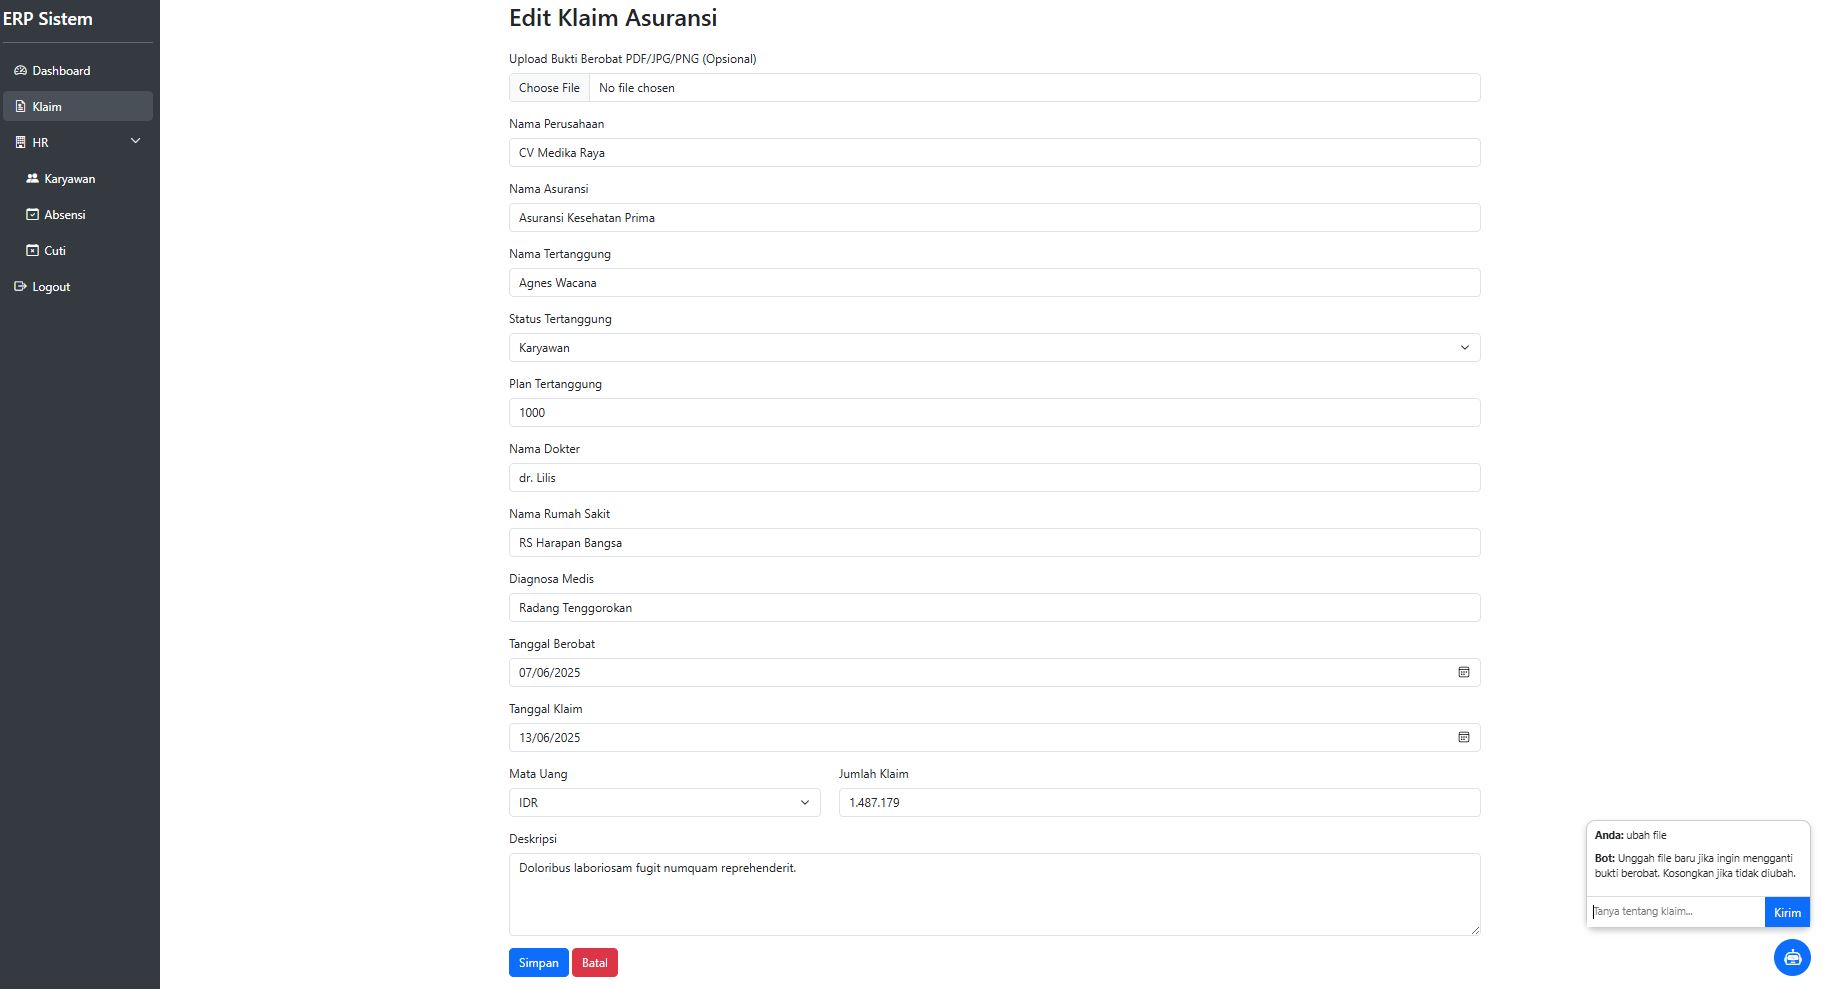 ERP Sistem
Dashboard
Klaim
HR
Karyawan
Absensi
Cuti
Logout
Edit Klaim Asuransi
Upload Bukti Berobat PDF/JPG/PNG (Opsional)
Choose File No file chosen
Nama Perusahaan
CV Medika Raya
Nama Asuransi
Asuransi Kesehatan Prima
Nama Tertanggung
Agnes Wacana
Status Tertanggung
Karyawan
Plan Tertanggung
1000
Nama Dokter
dr. Lilis
Nama Rumah Sakit
RS Harapan Bangsa
Diagnosa Medis
Radang Tenggorokan
Tanggal Berobat
07/06/2025
Tanggal Klaim
13/06/2025
Mata Uang Jumlah Klaim
IDR 1.487.179
Deskripsi
Doloribus laboriosam fugit numquam reprehenderit.
Simpan Batal
Anda: ubah file
Bot: Unggah file baru jika ingin mengganti
bukti berobat. Kosongkan jika tidak diubah.
Tanya tentang klaim... Kirim